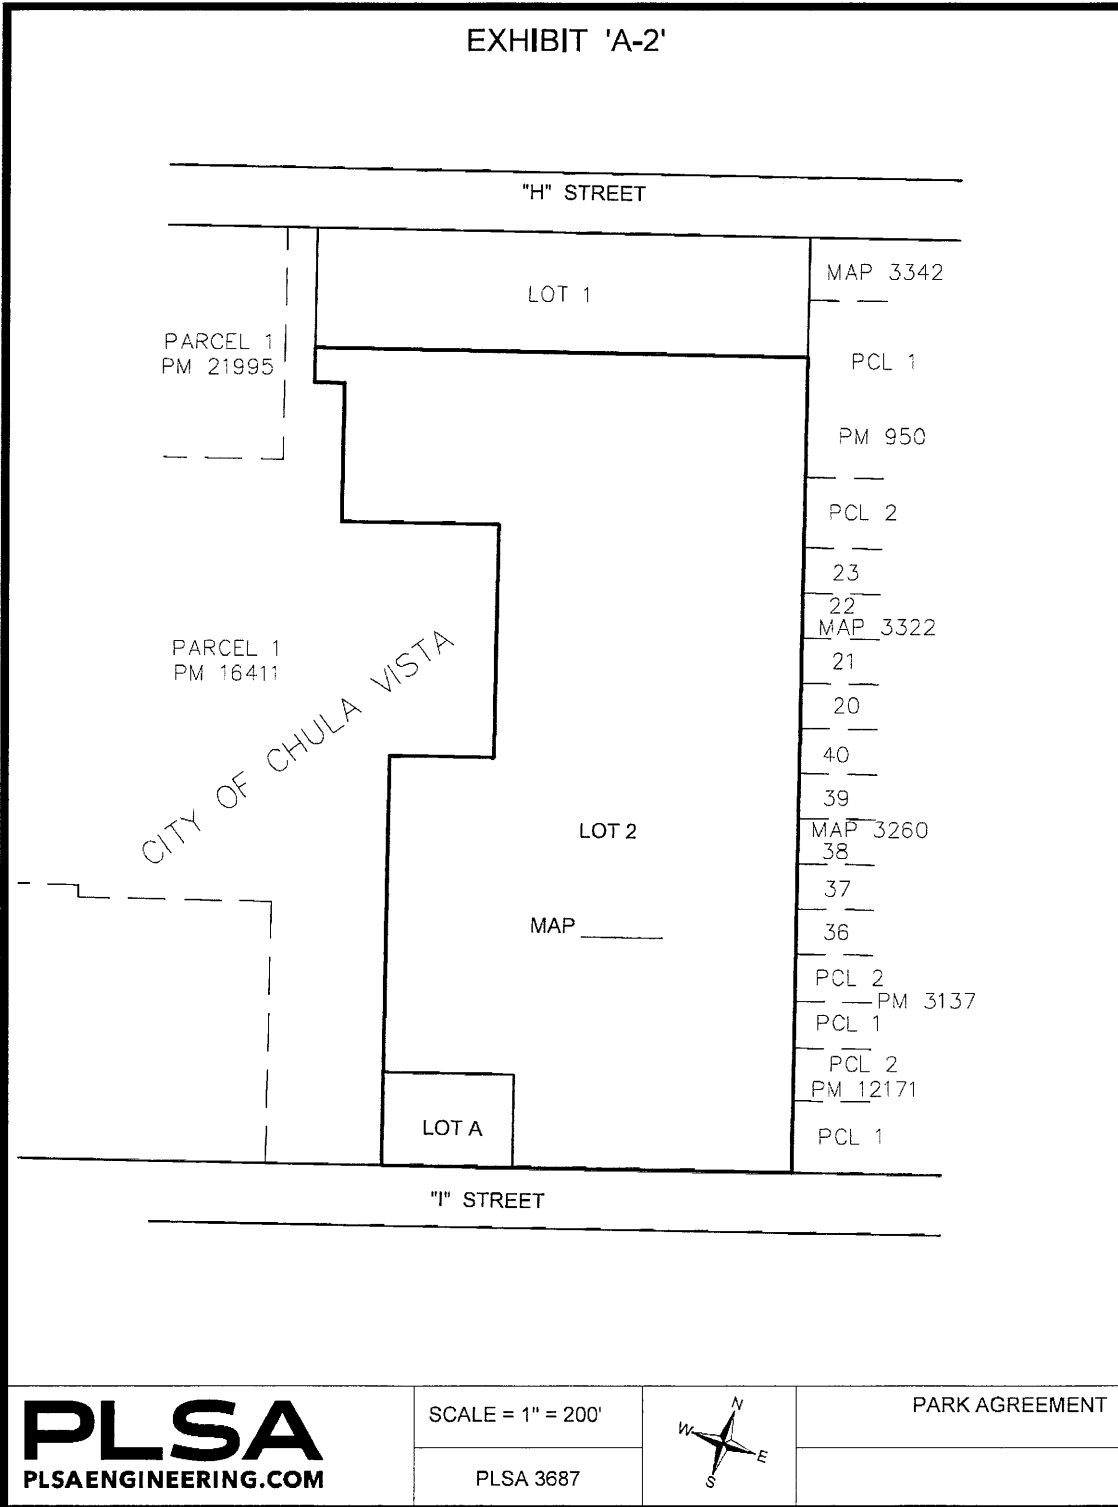 EXHIBIT 'A-2'
"H" STREET
LOT 1
MAP 3342
PARCEL 1
PM 21995
PCL 1
PM 950
PCL 2
23
22
MAP 3322
21
20
PARCEL 1
PM 16411
CITY OF CHULA VISTA
40
39
LOT 2
MAP 3260
38
37
MAP ______
36
PCL 2
PM 3137
PCL 1
PCL 2
PM 12171
LOT A
PCL 1
"I" STREET
PLSA
PLSAENGINEERING.COM
SCALE = 1" = 200'
PLSA 3687
N
W
E
S
PARK AGREEMENT